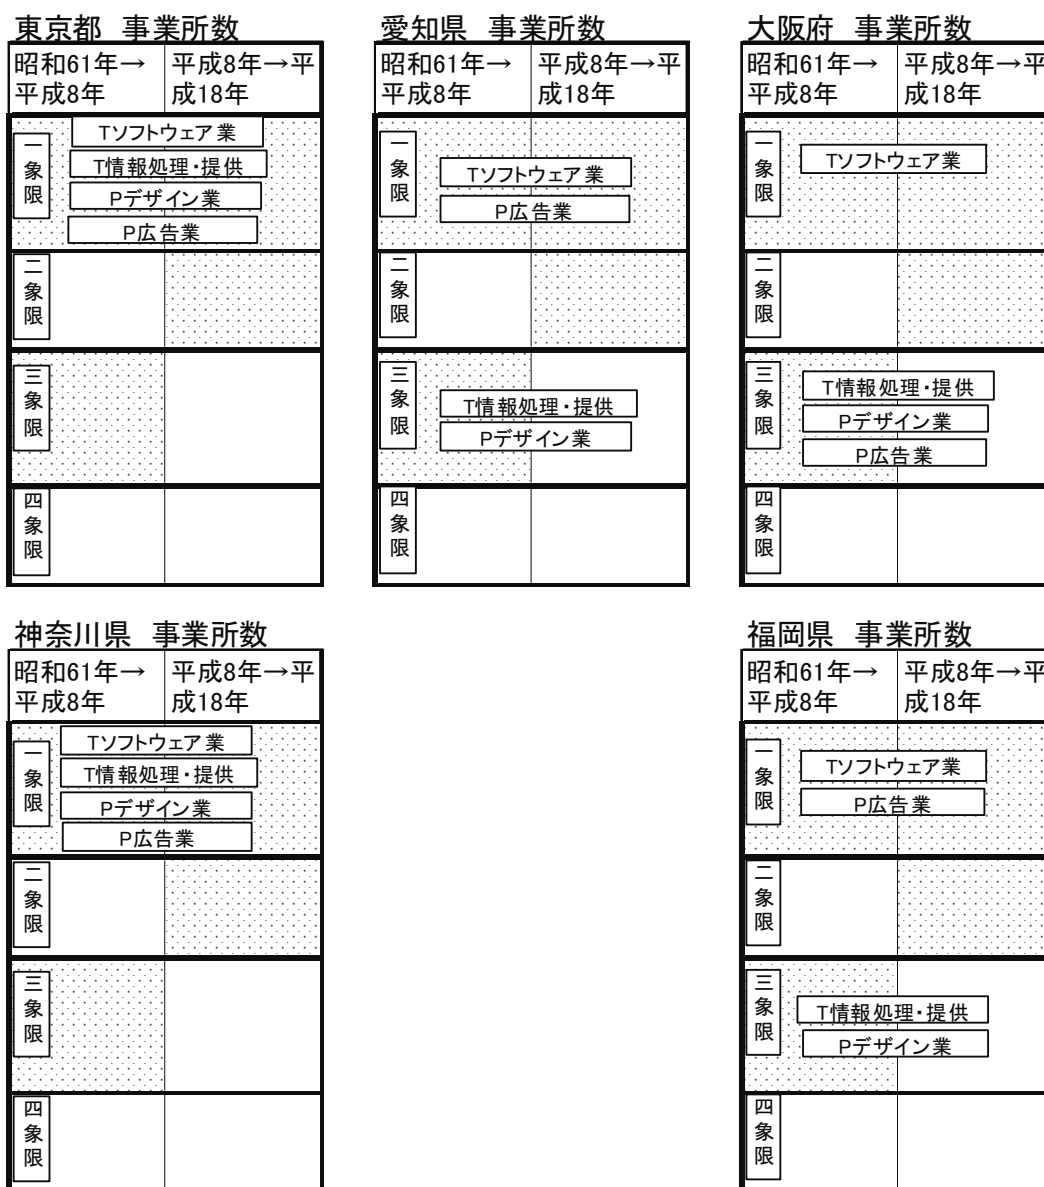 東京都 事業所数
昭和61年→
平成8年
平成8年→平
成18年
一象限
Tソフトウェア業
T情報処理・提供
Pデザイン業
P広告業
二象限
三象限
四象限
愛知県 事業所数
昭和61年→
平成8年
平成8年→平
成18年
一象限
Tソフトウェア業
P広告業
二象限
三象限
T情報処理・提供
Pデザイン業
四象限
大阪府 事業所数
昭和61年→
平成8年
平成8年→平
成18年
一象限
Tソフトウェア業
二象限
三象限
T情報処理・提供
Pデザイン業
P広告業
四象限
神奈川県 事業所数
昭和61年→
平成8年
平成8年→平
成18年
一象限
Tソフトウェア業
T情報処理・提供
Pデザイン業
P広告業
二象限
三象限
四象限
福岡県 事業所数
昭和61年→
平成8年
平成8年→平
成18年
一象限
Tソフトウェア業
P広告業
二象限
三象限
T情報処理・提供
Pデザイン業
四象限